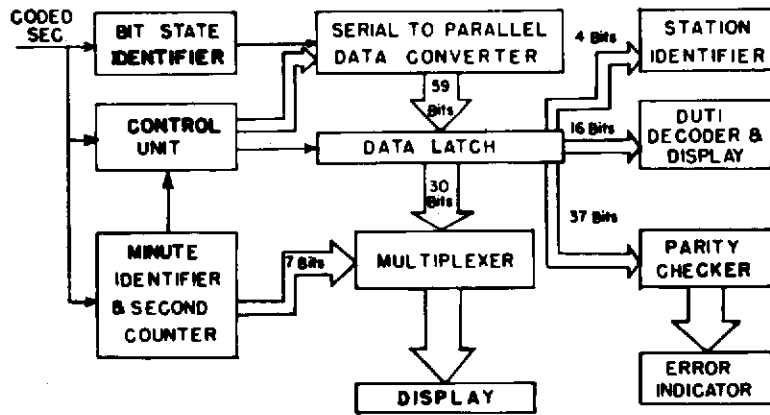 CODED
SEC.
BIT STATE
IDENTIFIER
SERIAL TO PARALLEL
DATA CONVERTER
4 Bits
STATION
IDENTIFIER
59
Bits
CONTROL
UNIT
DATA LATCH
16 Bits
DUTI
DECODER &
DISPLAY
30
Bits
37 Bits
MINUTE
IDENTIFIER
& SECOND
COUNTER
7 Bits
MULTIPLEXER
PARITY
CHECKER
DISPLAY
ERROR
INDICATOR